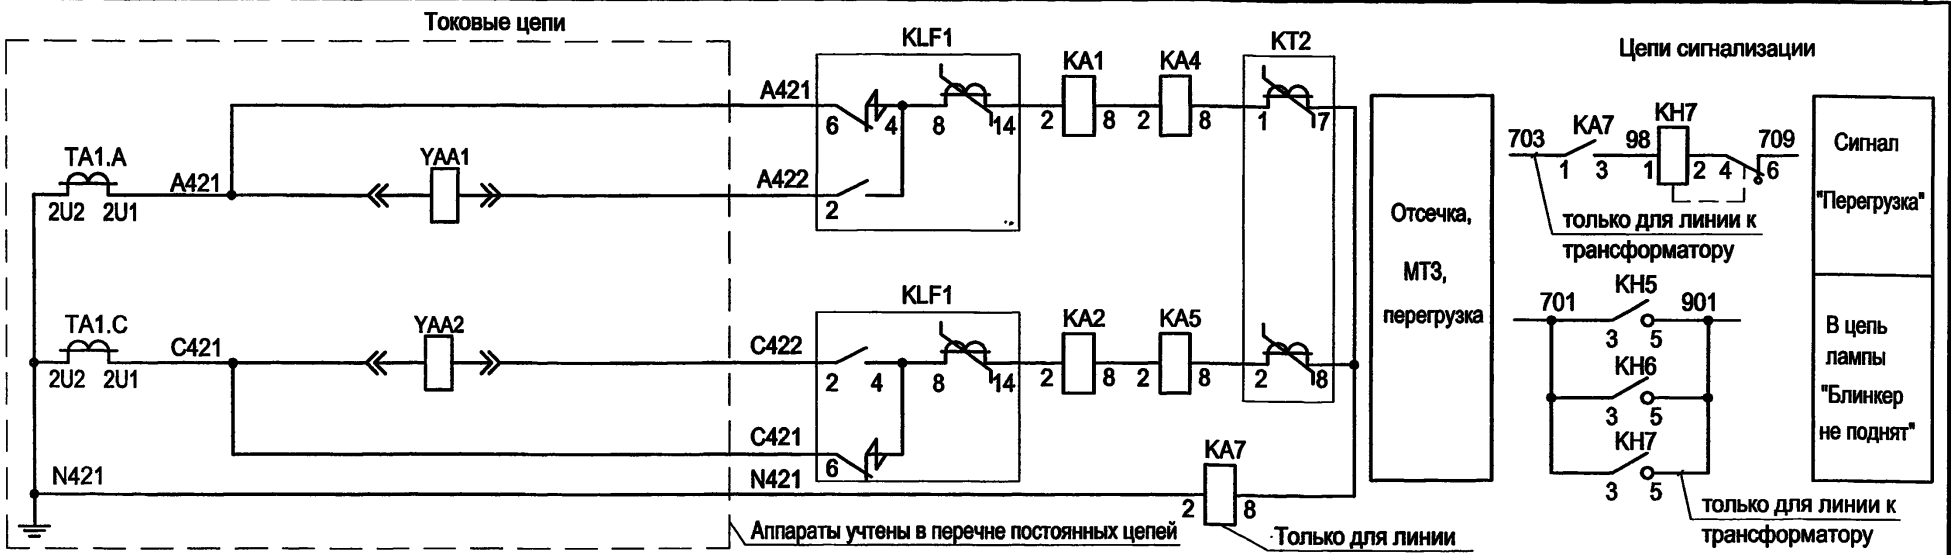 Токовые цепи
KLF1
KA1
KA4
KT2
Цепи сигнализации
A421
6
4
8
14
2
8
2
8
1
7
TA1.A
YAA1
A421
2U2
2U1
A422
2
703
KA7
98
KH7
709
1
3
1
2
4
6
только для линии к
трансформатору
Сигнал
"Перегрузка"
Отсечка,
МТЗ,
перегрузка
TA1.C
YAA2
C421
2U2
2U1
C422
KLF1
KA2
KA5
2
4
8
14
2
8
2
8
2
8
C421
6
N421
N421
KA7
2
8
701
KH5
901
3
5
KH6
3
5
KH7
3
5
В цепь
лампы
"Блинкер
не поднят"
только для линии к
трансформатору
Аппараты учтены в перечне постоянных цепей
Только для линии